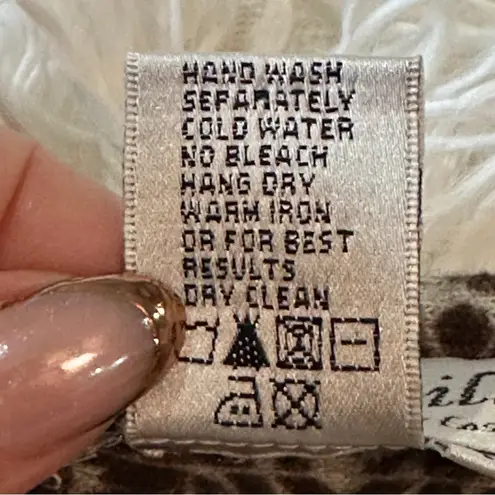 HAND WASH
SEPARATELY
COLD WATER
NO BLEACH
HANG DRY
WARM IRON
OR FOR BEST
RESULTS
DRY CLEAN